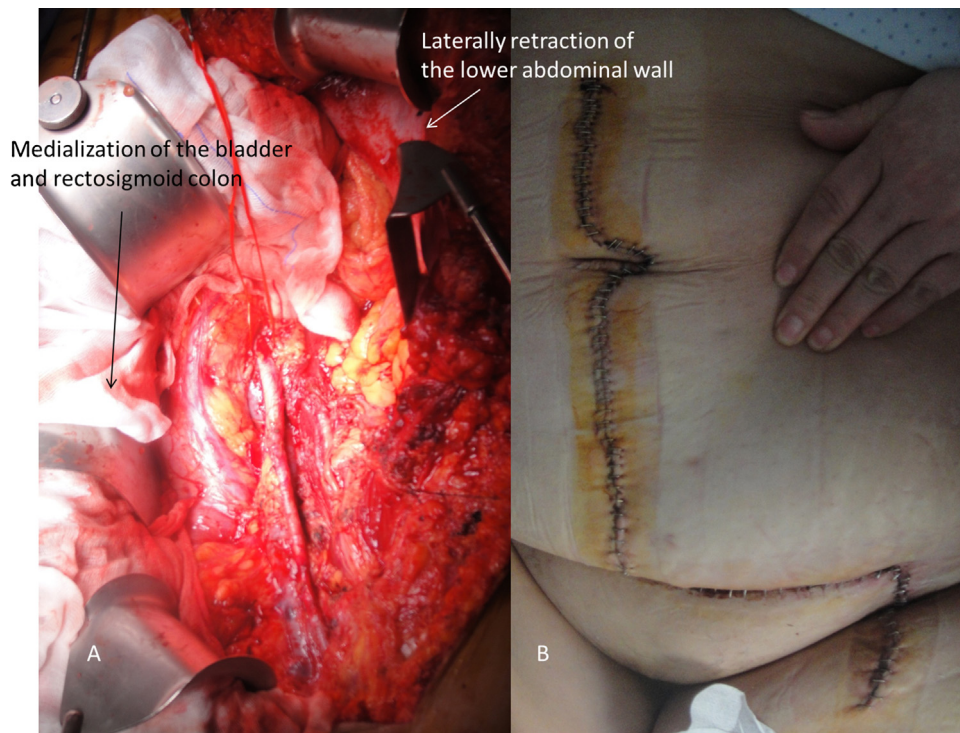 Laterally retraction of
the lower abdominal wall
Medialization of the bladder
and rectosigmoid colon
A
B